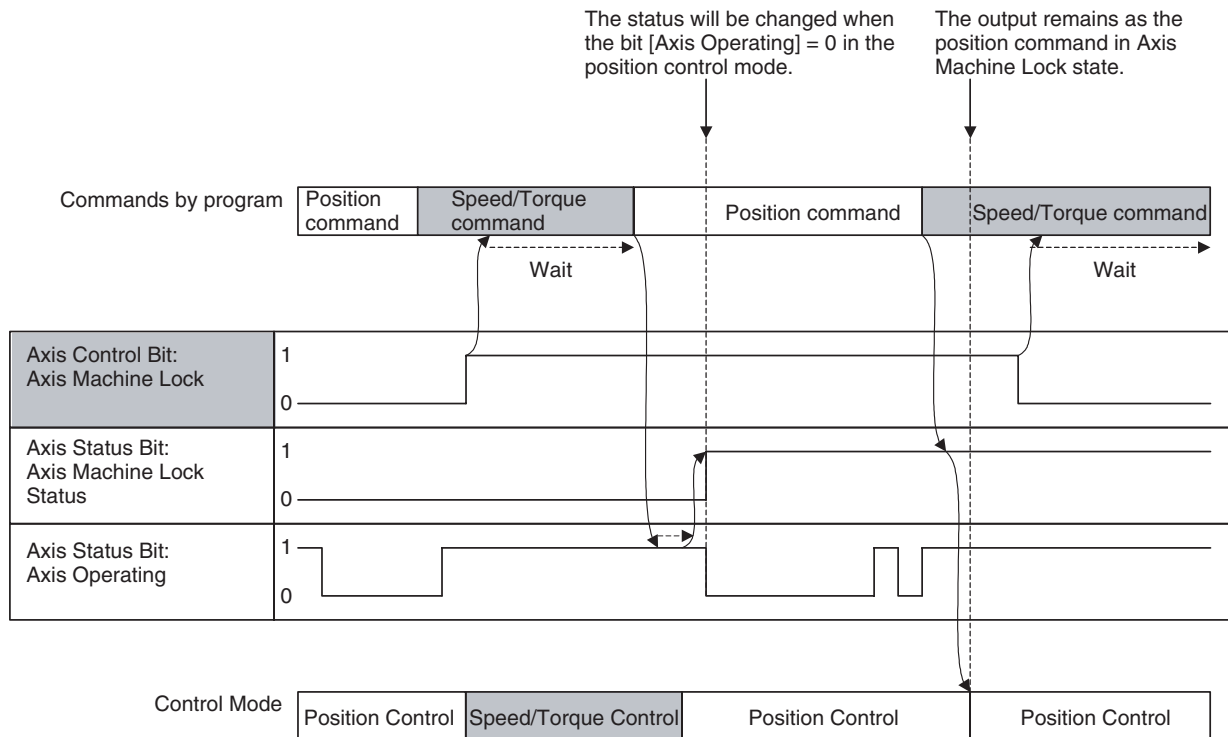 The status will be changed when
the bit [Axis Operating] = 0 in the
position control mode.
The output remains as the
position command in Axis
Machine Lock state.
Commands by program
Position
command
Speed/Torque
command
Position command
Speed/Torque command
Wait
Wait
Axis Control Bit:
Axis Machine Lock
1
0
Axis Status Bit:
Axis Machine Lock
Status
1
0
Axis Status Bit:
Axis Operating
1
0
Control Mode
Position Control
Speed/Torque Control
Position Control
Position Control